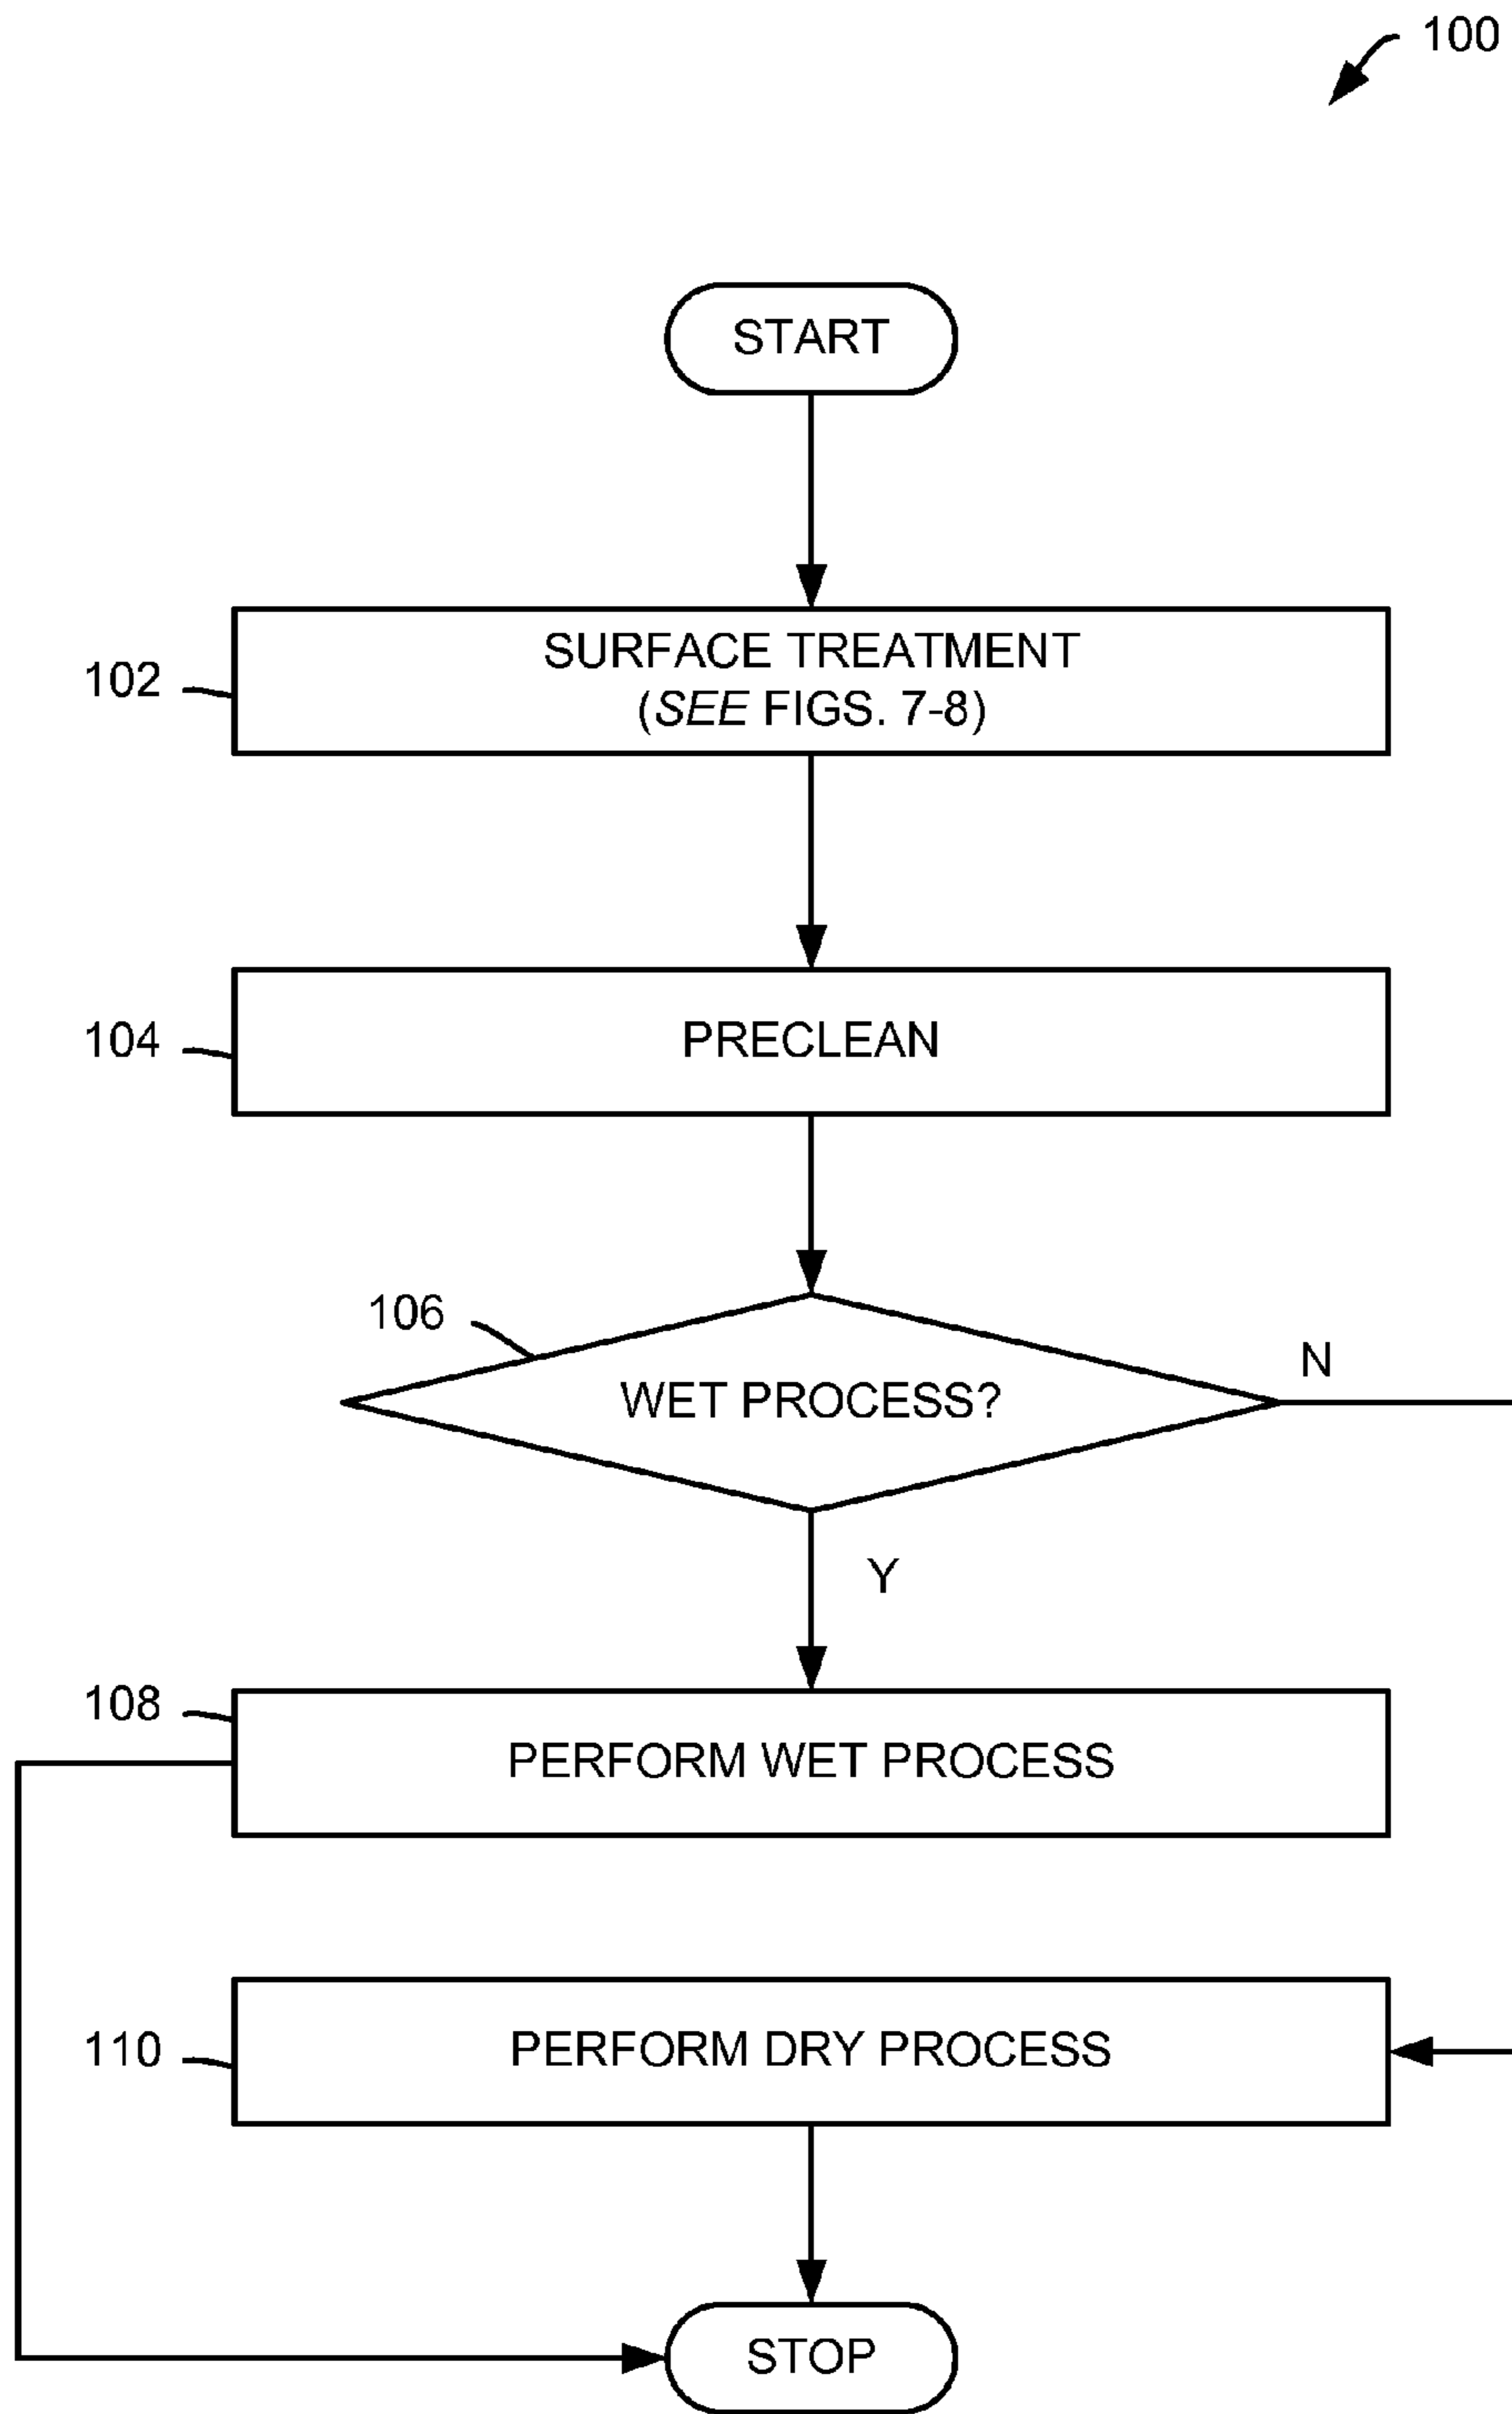 100
START
102
SURFACE TREATMENT
(SEE FIGS. 7-8)
104
PRECLEAN
106
WET PROCESS?
N
Y
108
PERFORM WET PROCESS
110
PERFORM DRY PROCESS
STOP